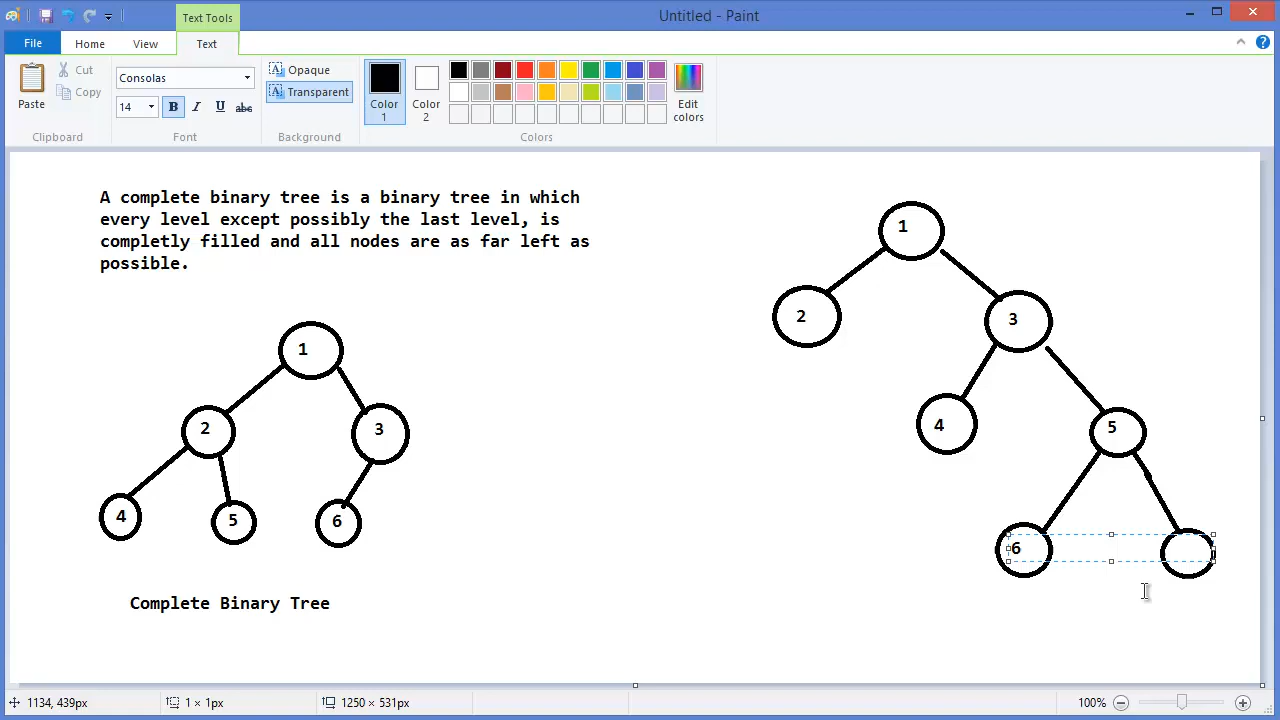 Untitled - Paint
Text Tools
File
Home
View
Text
Paste
Cut
Copy
Clipboard
Consolas
14
B
I
U
abc
Font
Opaque
Transparent
Background
Color
1
Color
2
Edit
colors
Colors
A complete binary tree is a binary tree in which
every level except possibly the last level, is
completly filled and all nodes are as far left as
possible.
1
2
3
4
5
6
Complete Binary Tree
1
2
3
4
5
6
1134, 439px
1 × 1px
1250 × 531px
100%